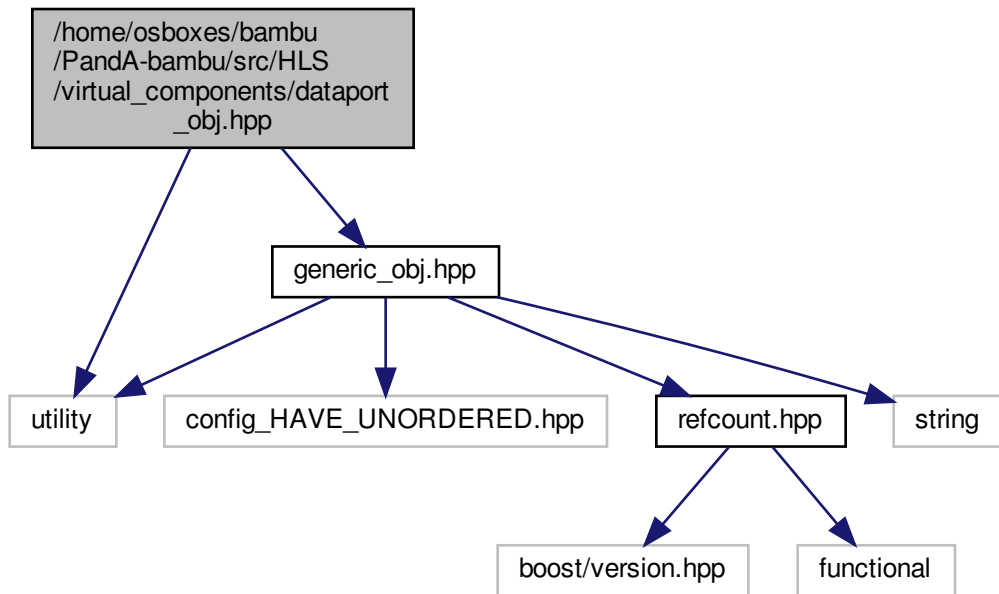 /home/osboxes/bambu
/PandA-bambu/src/HLS
/virtual_components/dataport
_obj.hpp
generic_obj.hpp
utility
config_HAVE_UNORDERED.hpp
refcount.hpp
string
boost/version.hpp
functional